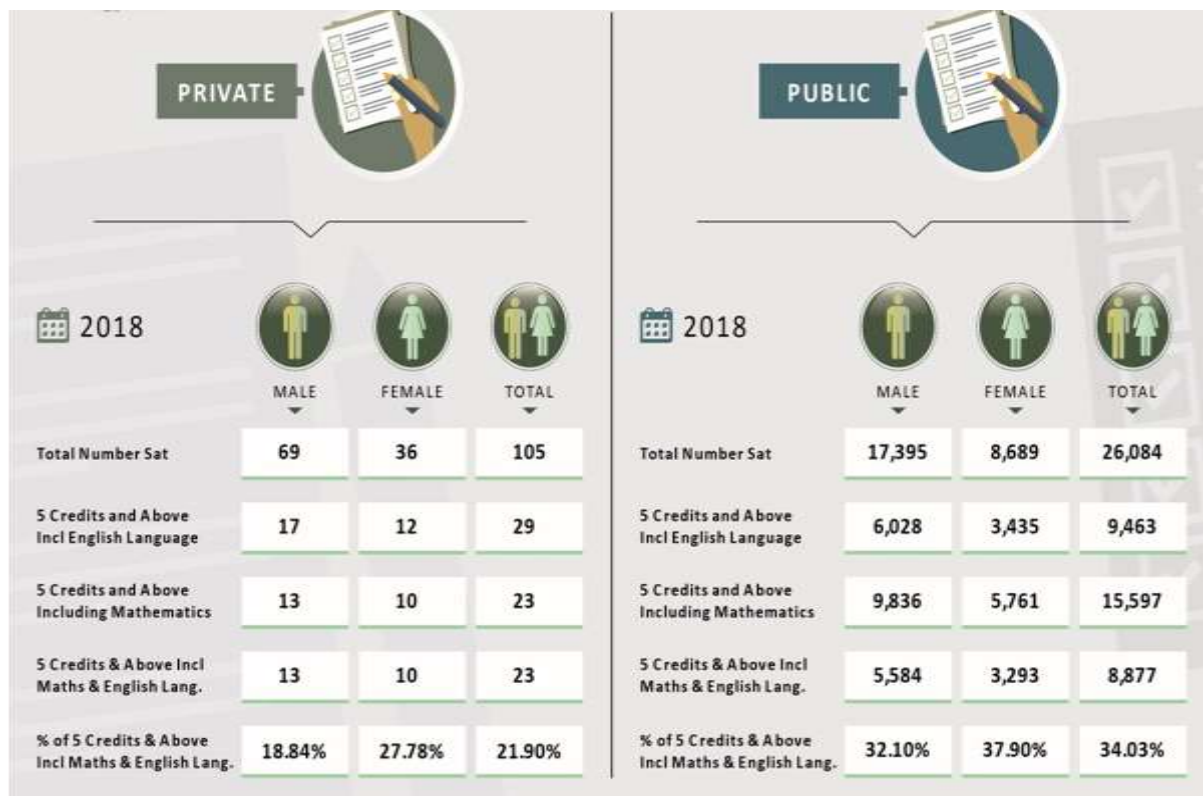 PRIVATE
2018
MALE FEMALE TOTAL
Total Number Sat 69 36 105
5 Credits and Above
Incl English Language 17 12 29
5 Credits and Above
Including Mathematics 13 10 23
5 Credits & Above Incl
Maths & English Lang. 13 10 23
% of 5 Credits & Above
Incl Maths & English Lang. 18.84% 27.78% 21.90%
PUBLIC
2018
MALE FEMALE TOTAL
Total Number Sat 17,395 8,689 26,084
5 Credits and Above
Incl English Language 6,028 3,435 9,463
5 Credits and Above
Including Mathematics 9,836 5,761 15,597
5 Credits & Above Incl
Maths & English Lang. 5,584 3,293 8,877
% of 5 Credits & Above
Incl Maths & English Lang. 32.10% 37.90% 34.03%